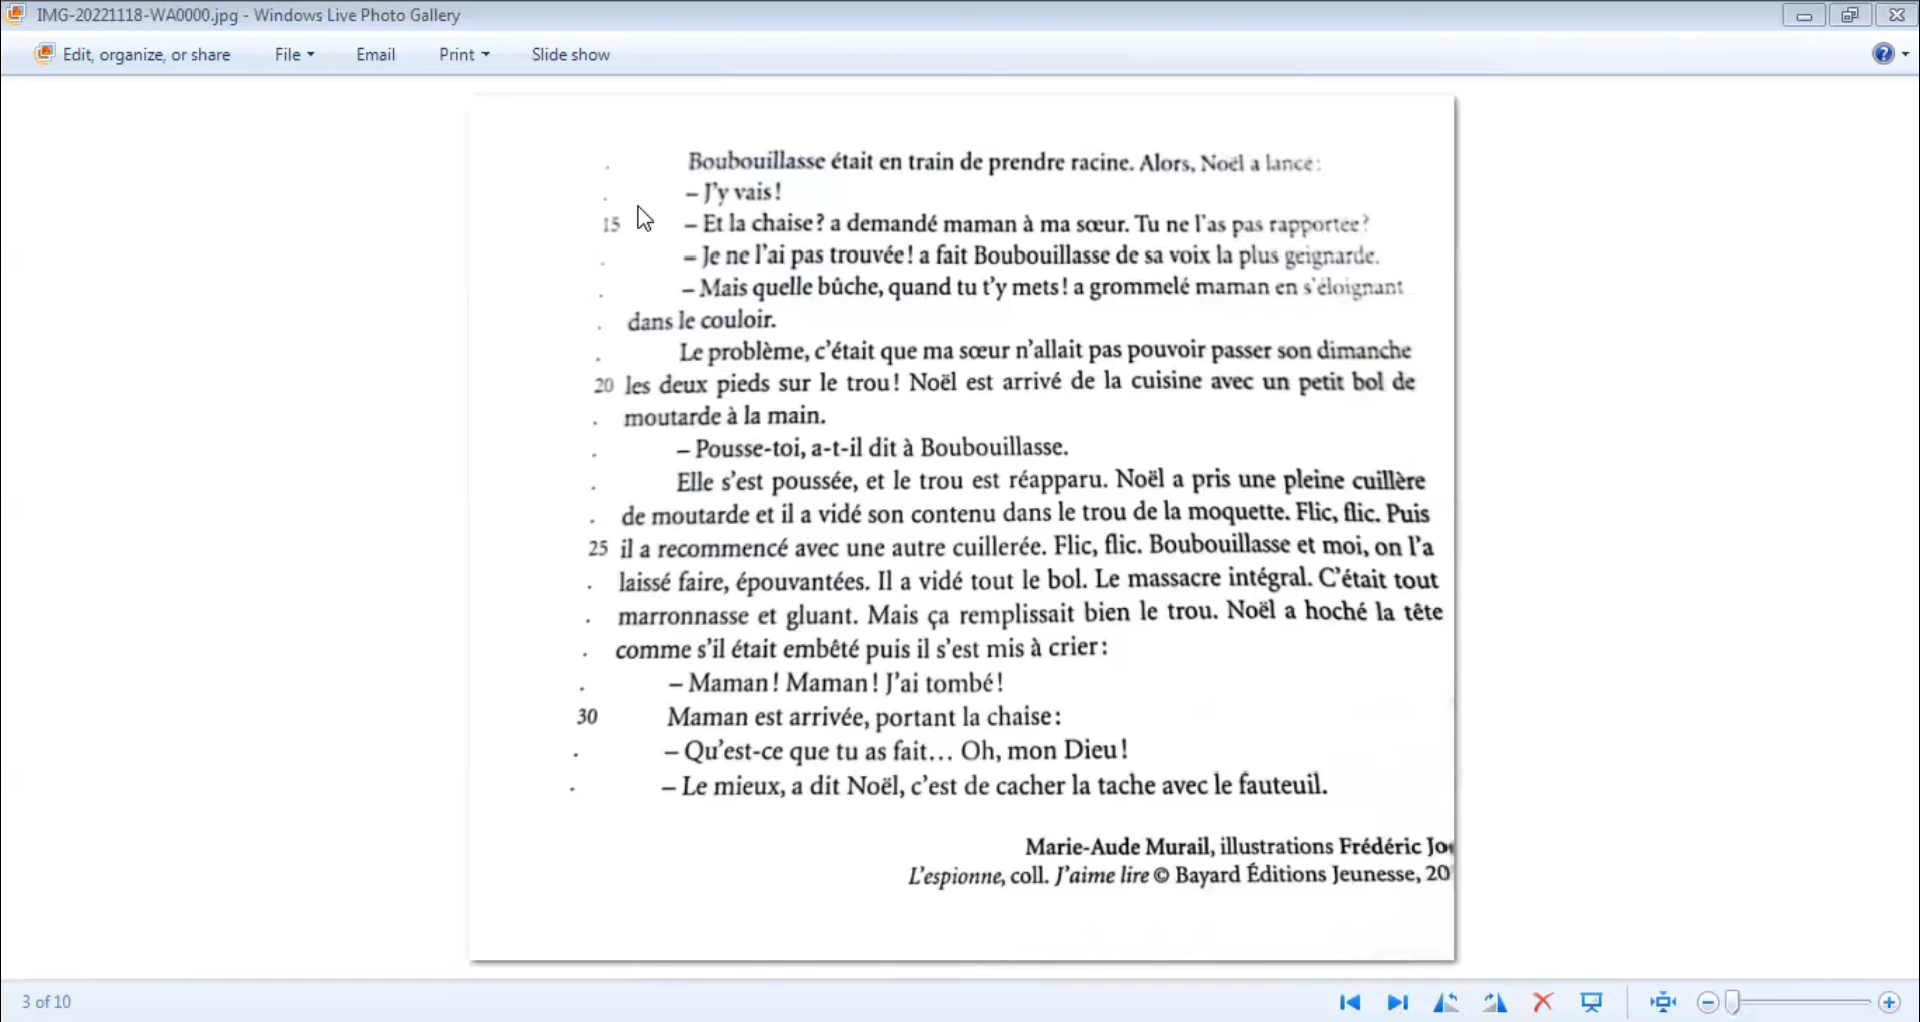 IMG-20221118-WA0000.jpg - Windows Live Photo Gallery
Edit, organize, or share File Email Print Slide show
Boubouillasse était en train de prendre racine. Alors, Noël a lancé :
– J'y vais !
15 – Et la chaise ? a demandé maman à ma sœur. Tu ne l'as pas rapportée ?
– Je ne l'ai pas trouvée ! a fait Boubouillasse de sa voix la plus geignarde.
– Mais quelle bûche, quand tu t'y mets ! a grommelé maman en s'éloignant
dans le couloir.
Le problème, c'était que ma sœur n'allait pas pouvoir passer son dimanche
20 les deux pieds sur le trou ! Noël est arrivé de la cuisine avec un petit bol de
moutarde à la main.
– Pousse-toi, a-t-il dit à Boubouillasse.
Elle s'est poussée, et le trou est réapparu. Noël a pris une pleine cuillère
de moutarde et il a vidé son contenu dans le trou de la moquette. Flic, flic. Puis
25 il a recommencé avec une autre cuillerée. Flic, flic. Boubouillasse et moi, on l'a
laissé faire, épouvantées. Il a vidé tout le bol. Le massacre intégral. C'était tout
marronnasse et gluant. Mais ça remplissait bien le trou. Noël a hoché la tête
comme s'il était embêté puis il s'est mis à crier :
– Maman ! Maman ! J'ai tombé !
30 Maman est arrivée, portant la chaise :
– Qu'est-ce que tu as fait… Oh, mon Dieu !
– Le mieux, a dit Noël, c'est de cacher la tache avec le fauteuil.
Marie-Aude Murail, illustrations Frédéric
L'espionne, coll. J'aime lire © Bayard Éditions Jeunesse, 20
3 of 10